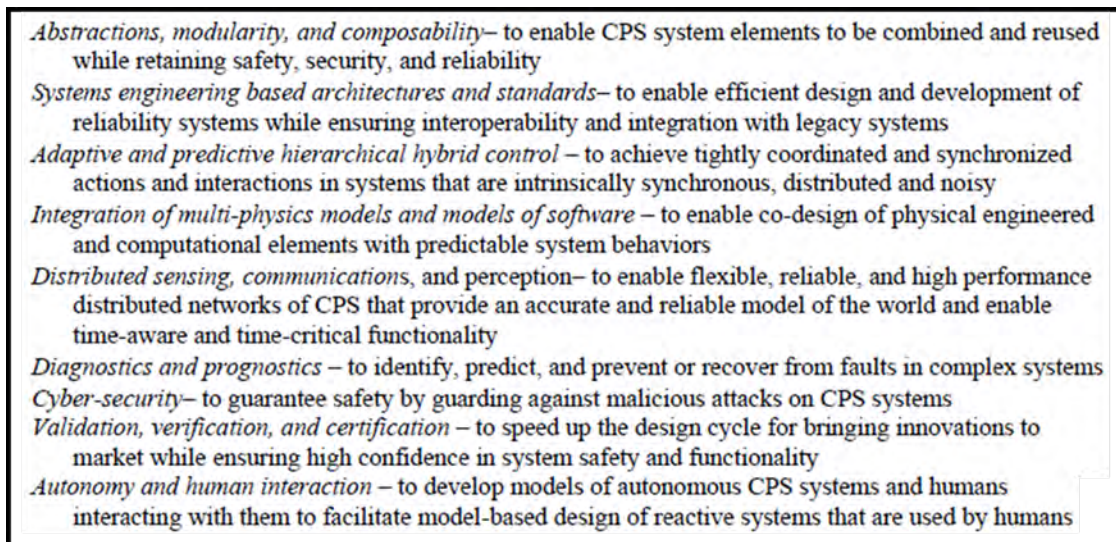 Abstractions, modularity, and composability– to enable CPS system elements to be combined and reused
while retaining safety, security, and reliability
Systems engineering based architectures and standards– to enable efficient design and development of
reliability systems while ensuring interoperability and integration with legacy systems
Adaptive and predictive hierarchical hybrid control – to achieve tightly coordinated and synchronized
actions and interactions in systems that are intrinsically synchronous, distributed and noisy
Integration of multi-physics models and models of software – to enable co-design of physical engineered
and computational elements with predictable system behaviors
Distributed sensing, communications, and perception– to enable flexible, reliable, and high performance
distributed networks of CPS that provide an accurate and reliable model of the world and enable
time-aware and time-critical functionality
Diagnostics and prognostics – to identify, predict, and prevent or recover from faults in complex systems
Cyber-security– to guarantee safety by guarding against malicious attacks on CPS systems
Validation, verification, and certification – to speed up the design cycle for bringing innovations to
market while ensuring high confidence in system safety and functionality
Autonomy and human interaction – to develop models of autonomous CPS systems and humans
interacting with them to facilitate model-based design of reactive systems that are used by humans